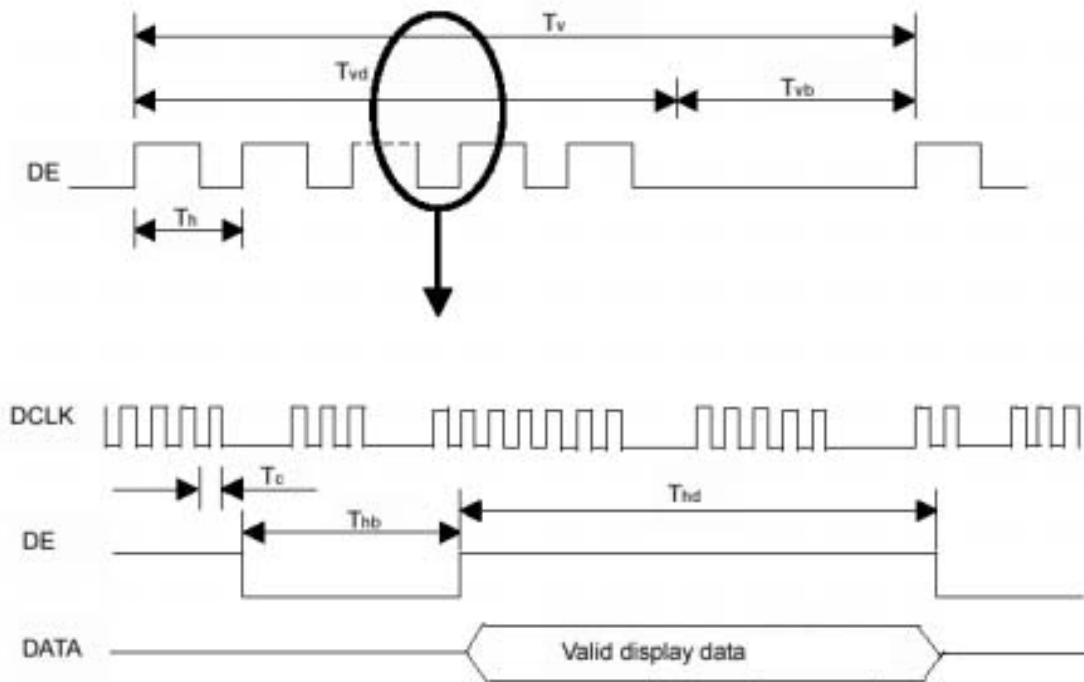 Tv
Tvd
Tvb
DE
Th
DCLK
Tc
Thd
Thb
DE
DATA
Valid display data